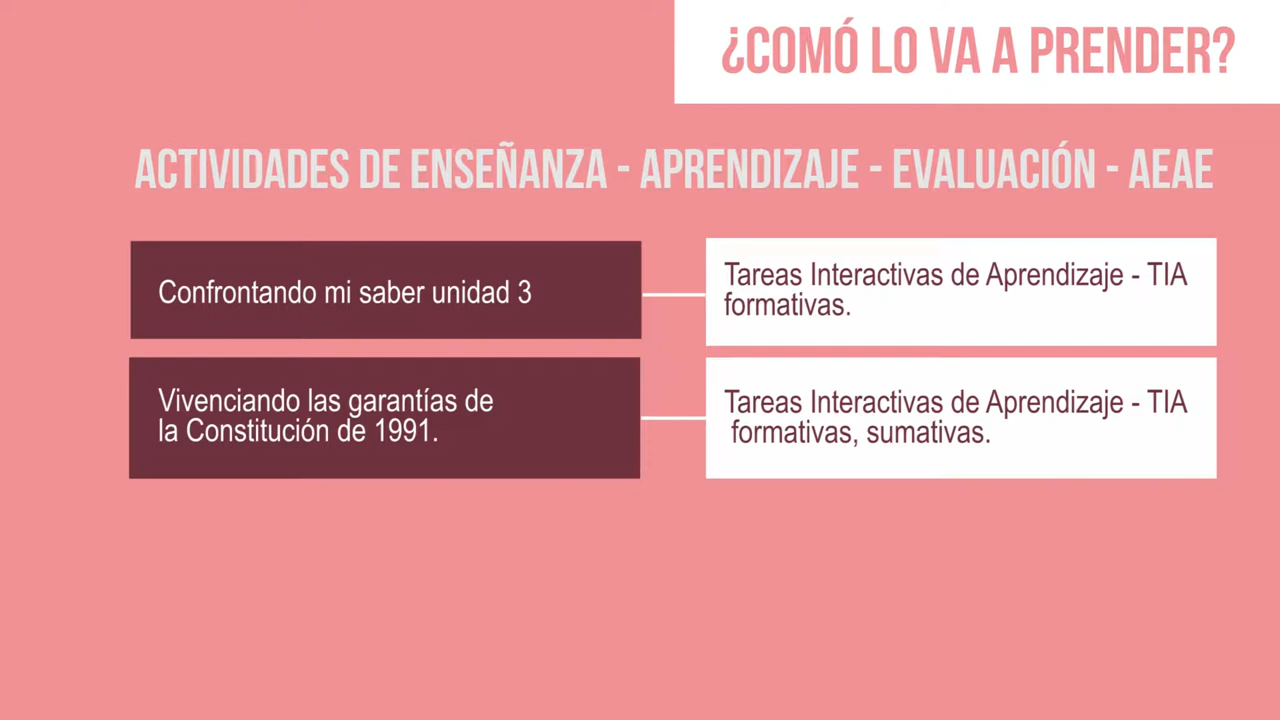 ¿COMÓ LO VA A PRENDER?
ACTIVIDADES DE ENSEÑANZA - APRENDIZAJE - EVALUACIÓN - AEAE
Confrontando mi saber unidad 3
Tareas Interactivas de Aprendizaje - TIA
formativas.
Vivenciando las garantías de
la Constitución de 1991.
Tareas Interactivas de Aprendizaje - TIA
formativas, sumativas.